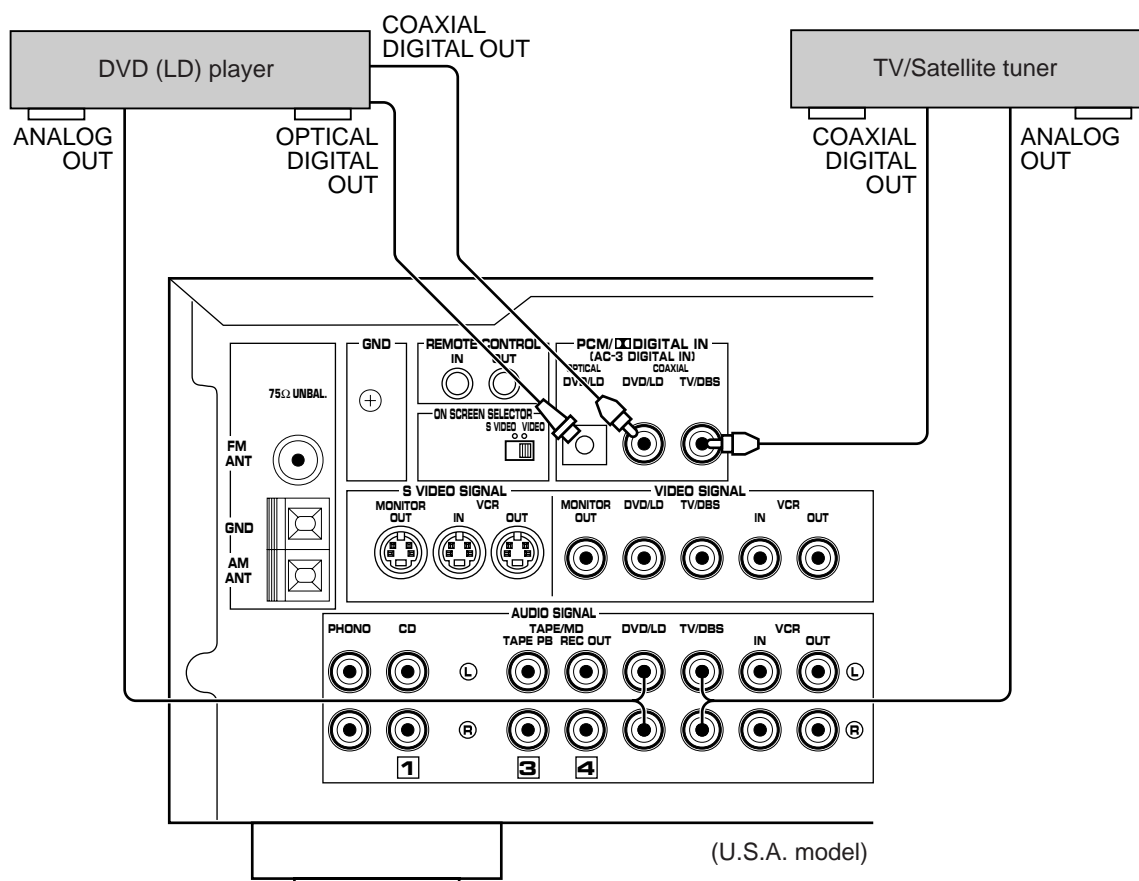 COAXIAL
DIGITAL OUT
DVD (LD) player
TV/Satellite tuner
ANALOG
OUT
OPTICAL
DIGITAL
OUT
COAXIAL
DIGITAL
OUT
ANALOG
OUT
GND
REMOTE CONTROL
IN OUT
PCM/DIGITAL IN
(AC-3 DIGITAL IN)
OPTICAL COAXIAL
DVD/LD DVD/LD TV/DBS
75Ω UNBAL.
ON SCREEN SELECTOR
S VIDEO VIDEO
FM
ANT
GND
AM
ANT
S VIDEO SIGNAL
MONITOR
OUT
VCR
IN OUT
VIDEO SIGNAL
MONITOR
OUT
DVD/LD TV/DBS
VCR
IN OUT
AUDIO SIGNAL
PHONO CD
TAPE/MD
TAPE PB REC OUT
DVD/LD TV/DBS
VCR
IN OUT
L L
R R
1 3 4
(U.S.A. model)